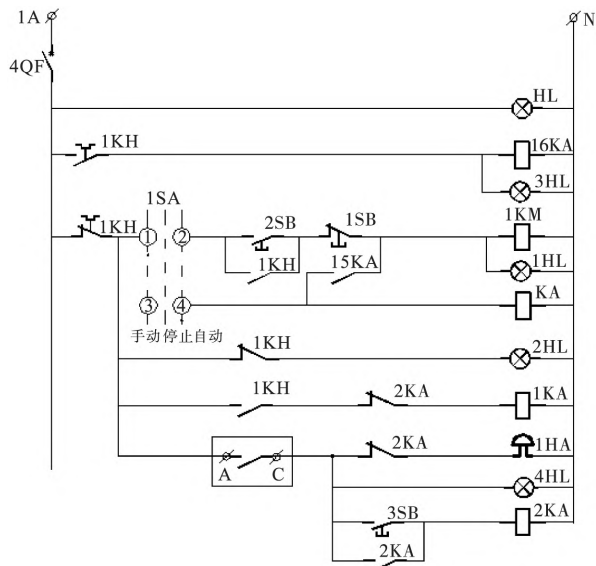 1A N
4QF
HL
1KH 16KA
3HL
1SA
1KH ① ② 2SB 1SB 1KM
1KH 15KA 1HL
③ ④ KA
手动 停止 自动
1KH 2HL
1KH 2KA 1KA
A C 2KA 1HA
4HL
3SB 2KA
2KA